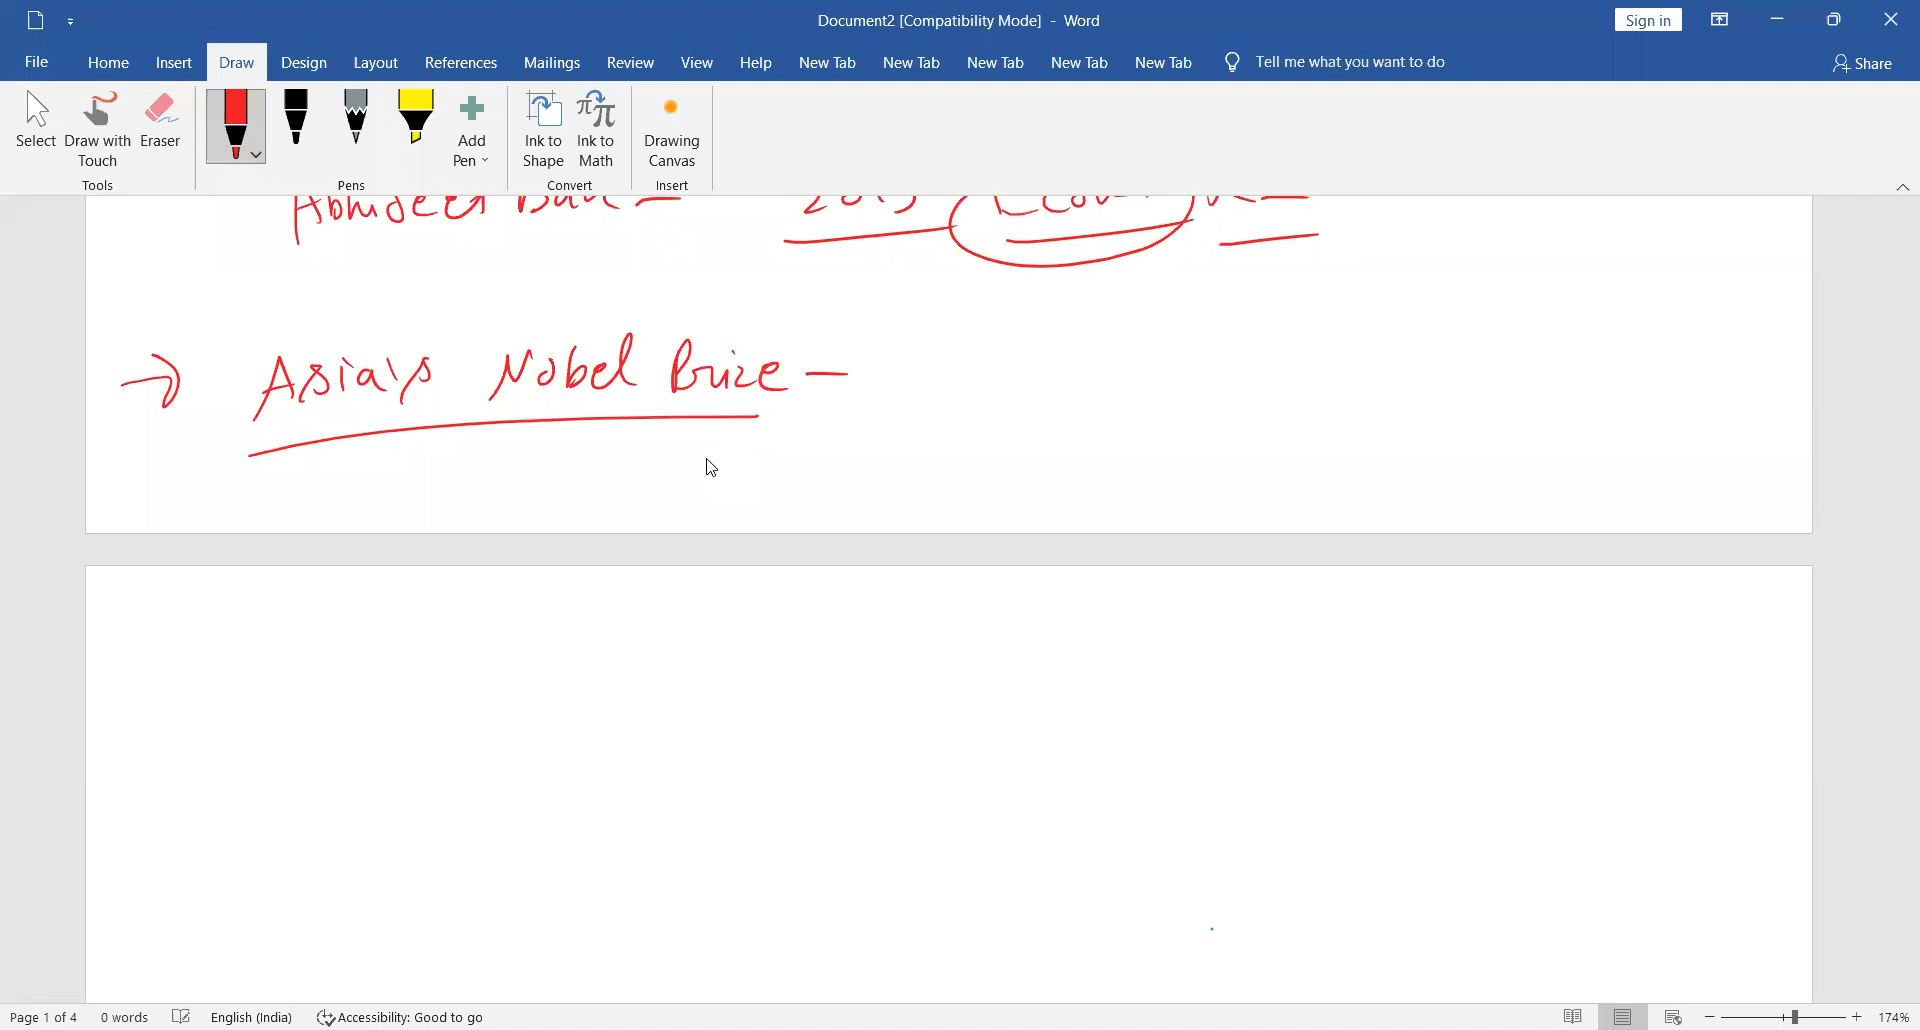 Document2 [Compatibility Mode] - Word
Sign in
File Home Insert Draw Design Layout References Mailings Review View Help New Tab New Tab New Tab New Tab New Tab Tell me what you want to do Share
Select Draw with Touch Eraser Add Pen Ink to Shape Ink to Math Drawing Canvas
Tools Pens Convert Insert
→ Asia's Nobel Prize —
Page 1 of 4 0 words English (India) Accessibility: Good to go 174%